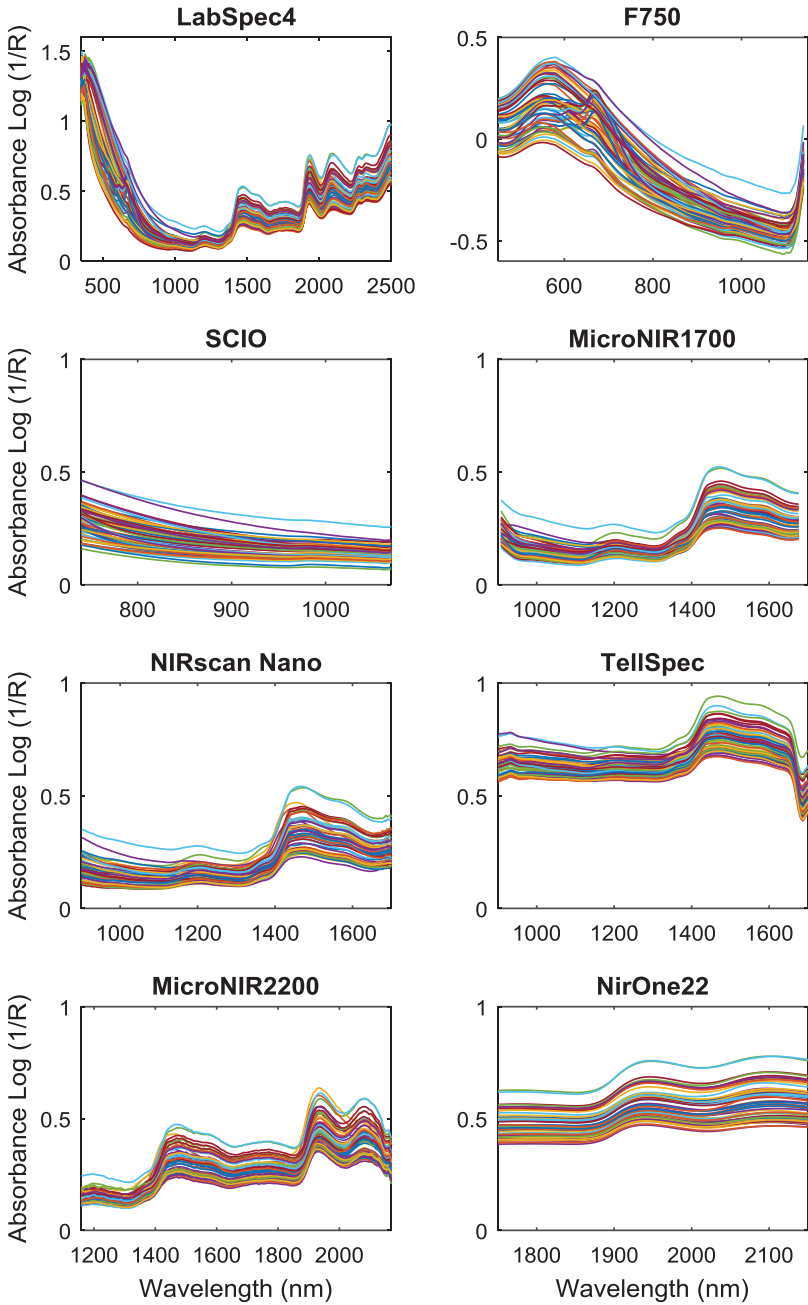 LabSpec4
F750
Absorbance Log (1/R)
1.5
1
0.5
0
500 1000 1500 2000 2500
0.5
0
-0.5
600 800 1000
SCIO
MicroNIR1700
Absorbance Log (1/R)
1
0.5
0
800 900 1000
1
0.5
0
1000 1200 1400 1600
NIRscan Nano
TellSpec
Absorbance Log (1/R)
1
0.5
0
1000 1200 1400 1600
1
0.5
0
1000 1200 1400 1600
MicroNIR2200
NirOne22
Absorbance Log (1/R)
1
0.5
0
1200 1400 1600 1800 2000
Wavelength (nm)
1
0.5
0
1800 1900 2000 2100
Wavelength (nm)